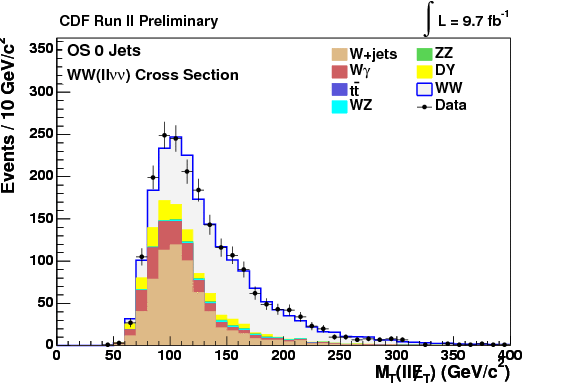 CDF Run II Preliminary
∫ L = 9.7 fb⁻¹
Events / 10 GeV/c²
OS 0 Jets
WW(llνν) Cross Section
W+jets
Wγ
tt̄
WZ
ZZ
DY
WW
Data
350
300
250
200
150
100
50
0
0 50 100 150 200 250 300 350 400
M_T(llE̸_T) (GeV/c²)